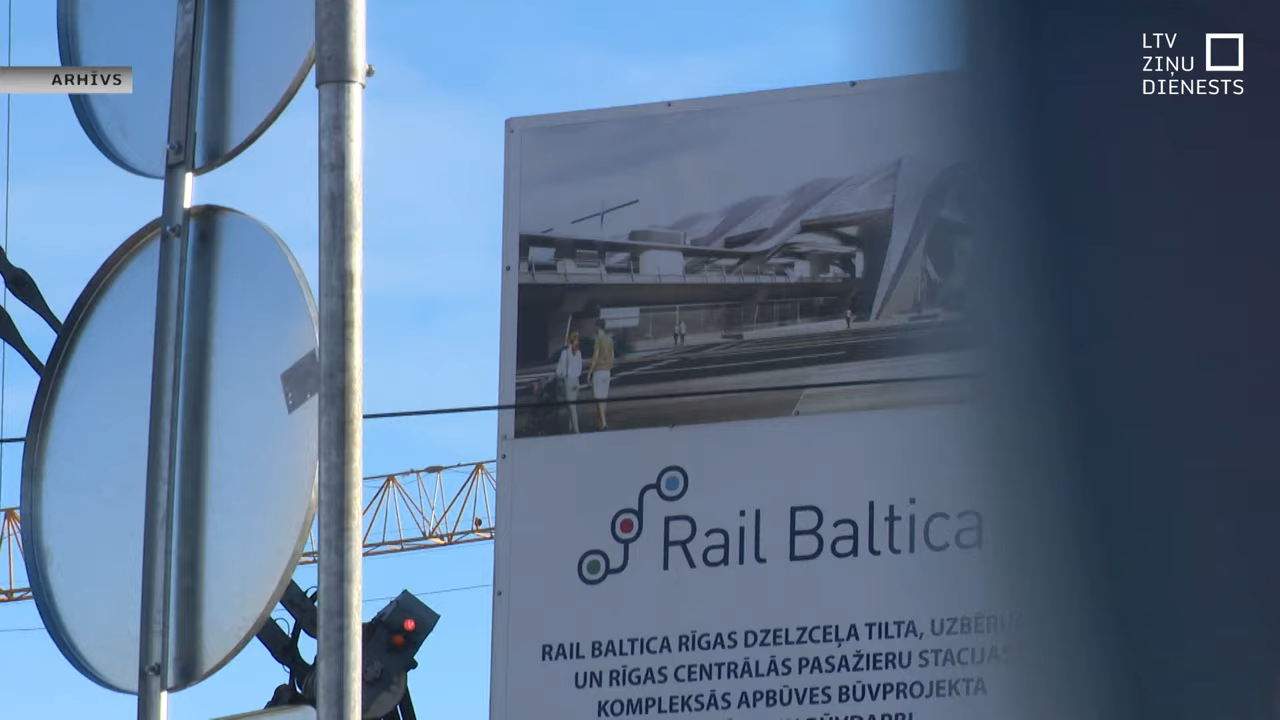 ARHĪVS
LTV
ZIŅU
DIENESTS
Rail Baltica
RAIL BALTICA RĪGAS DZELZCEĻA TILTA,
UN RĪGAS CENTRĀLĀS PASAŽIERU STACIJAS
KOMPLEKSĀS APBŪVES BŪVPROJEKTA